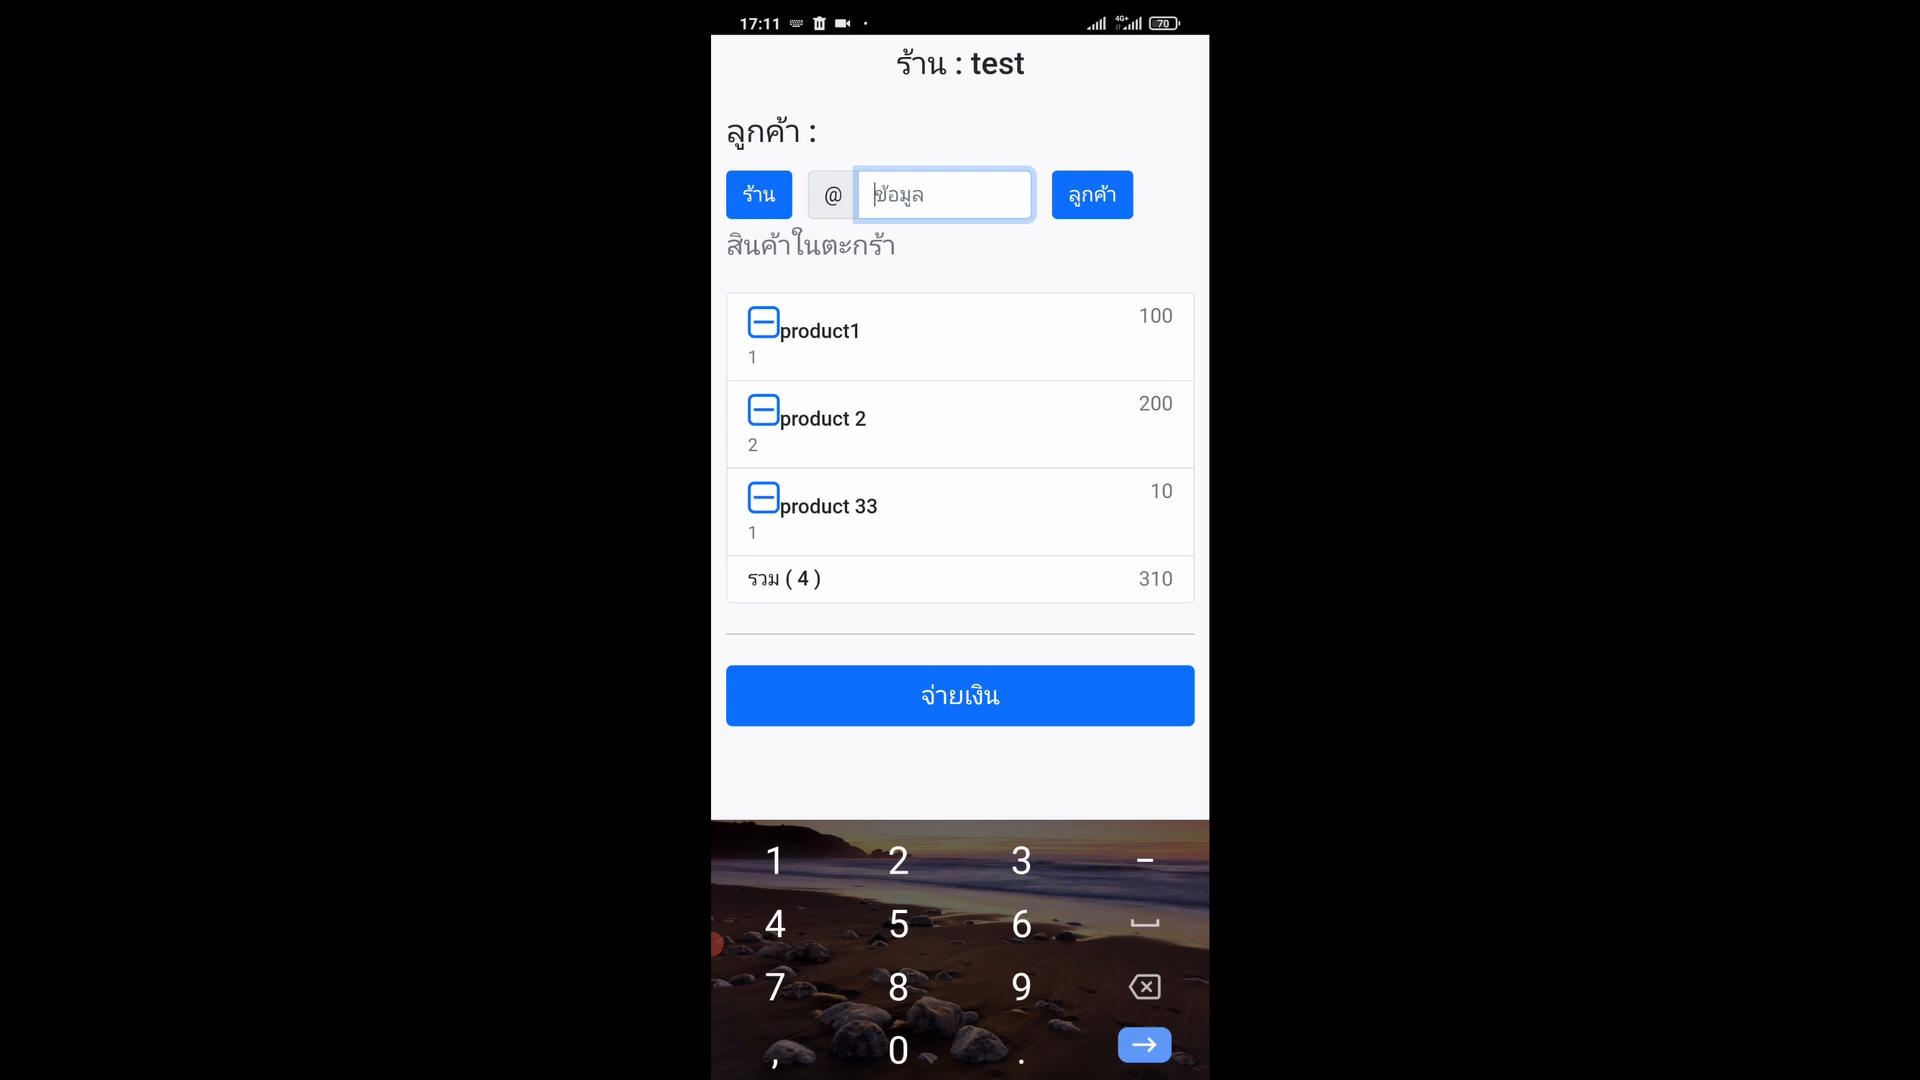 17:11 4G+ 70
ร้าน : test
ลูกค้า :
ร้าน @ ข้อมูล ลูกค้า
สินค้าในตะกร้า
product1 100
1
product 2 200
2
product 33 10
1
รวม ( 4 ) 310
จ่ายเงิน
1 2 3 -
4 5 6
7 8 9
, 0 .